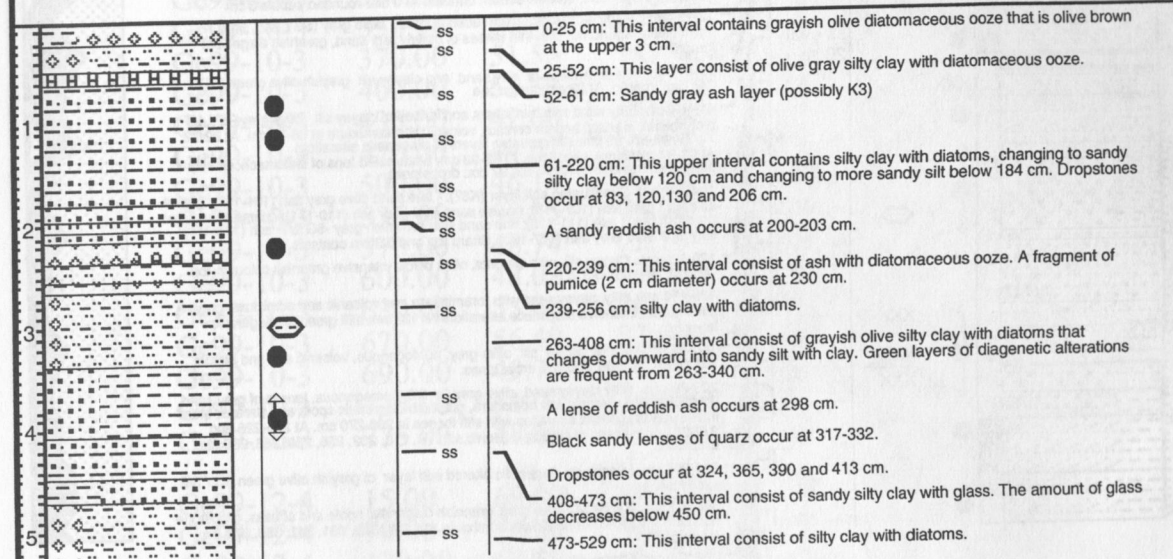 0-25 cm: This interval contains grayish olive diatomaceous ooze that is olive brown
at the upper 3 cm.
25-52 cm: This layer consist of olive gray silty clay with diatomaceous ooze.
52-61 cm: Sandy gray ash layer (possibly K3)
61-220 cm: This upper interval contains silty clay with diatoms, changing to sandy
silty clay below 120 cm and changing to more sandy silt below 184 cm. Dropstones
occur at 83, 120,130 and 206 cm.
A sandy reddish ash occurs at 200-203 cm.
220-239 cm: This interval consist of ash with diatomaceous ooze. A fragment of
pumice (2 cm diameter) occurs at 230 cm.
239-256 cm: silty clay with diatoms.
263-408 cm: This interval consist of grayish olive silty clay with diatoms that
changes downward into sandy silt with clay. Green layers of diagenetic alterations
are frequent from 263-340 cm.
A lense of reddish ash occurs at 298 cm.
Black sandy lenses of quarz occur at 317-332.
Dropstones occur at 324, 365, 390 and 413 cm.
408-473 cm: This interval consist of sandy silty clay with glass. The amount of glass
decreases below 450 cm.
473-529 cm: This interval consist of silty clay with diatoms.
SS
SS
SS
SS
SS
SS
SS
SS
SS
SS
SS
SS
SS
1
2
3
4
5